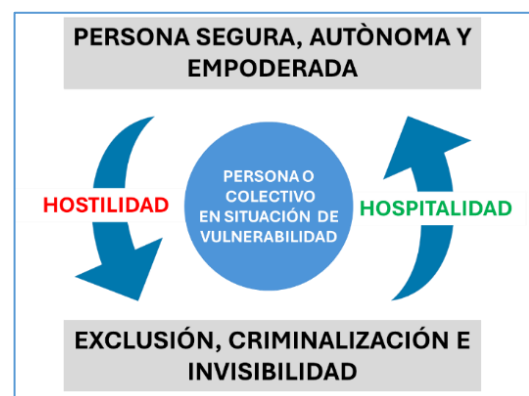 PERSONA SEGURA, AUTÒNOMA Y
EMPODERADA
HOSTILIDAD
PERSONA O
COLECTIVO
EN SITUACIÓN DE
VULNERABILIDAD
HOSPITALIDAD
EXCLUSIÓN, CRIMINALIZACIÓN E
INVISIBILIDAD